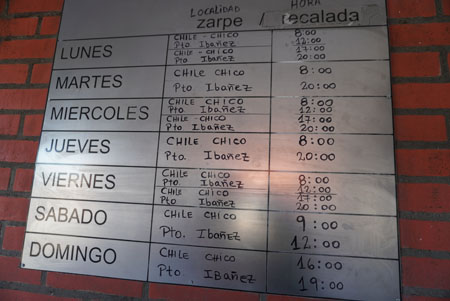 LOCALIDAD HORA
zarpe / recalada
LUNES CHILE - CHICO 8:00
Pto Ibañez 12:00
CHILE - CHICO 17:00
Pto Ibañez 20:00
MARTES CHILE CHICO 8:00
Pto Ibañez 20:00
MIERCOLES CHILE CHICO 8:00
Pto Ibañez 12:00
CHILE - CHICO 17:00
Pto. Ibañez 20:00
JUEVES CHILE CHICO 8:00
Pto. Ibañez 20:00
VIERNES CHILE CHICO 8:00
Pto. Ibañez 12:00
CHILE CHICO 17:00
Pto. Ibañez 20:00
SABADO CHILE CHICO 9:00
Pto. Ibañez 12:00
DOMINGO CHILE CHICO 16:00
Pto Ibañez 19:00